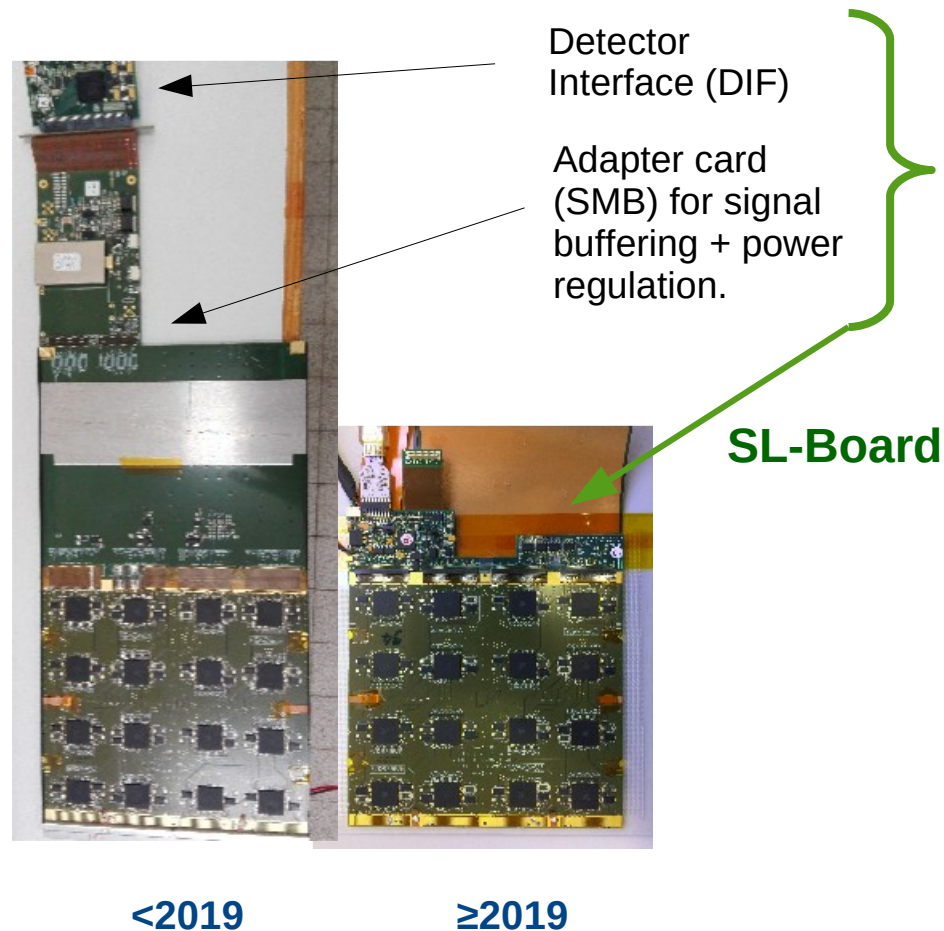 Detector
Interface (DIF)
Adapter card
(SMB) for signal
buffering + power
regulation.
SL-Board
<2019
≥2019